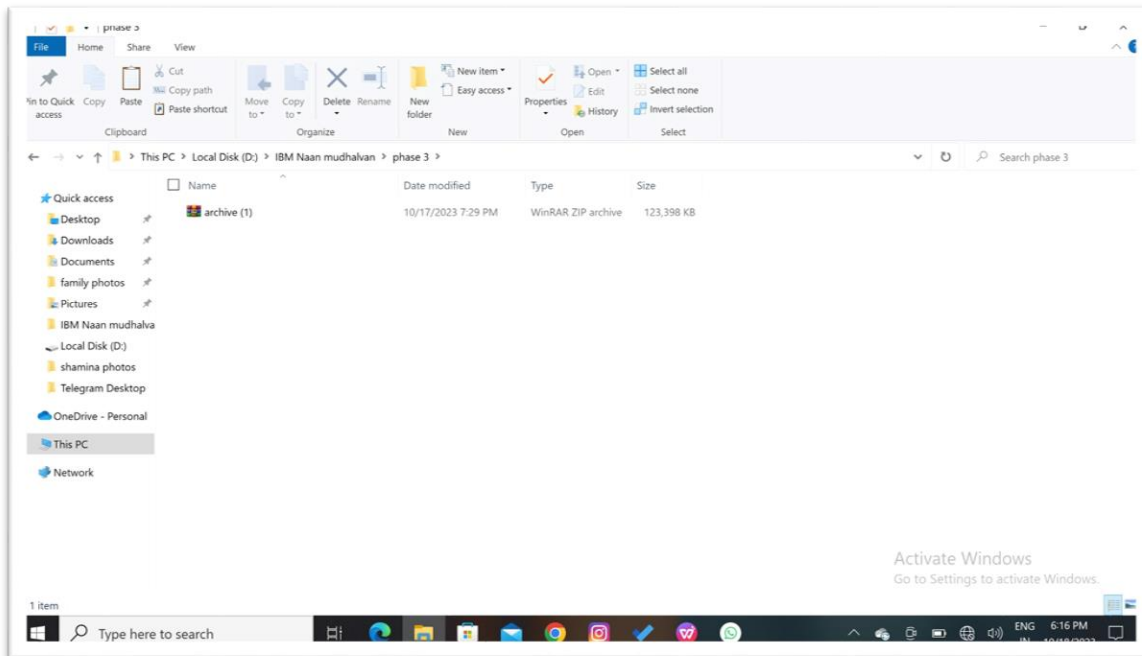 phase 3
File Home Share View
Pin to Quick access
Copy
Paste
Cut
Copy path
Paste shortcut
Clipboard
Move to
Copy to
Delete
Rename
Organize
New folder
New item
Easy access
New
Properties
Open
Edit
History
Open
Select all
Select none
Invert selection
Select
This PC > Local Disk (D:) > IBM Naan mudhalvan > phase 3 >
Search phase 3
Name Date modified Type Size
archive (1) 10/17/2023 7:29 PM WinRAR ZIP archive 123,398 KB
Quick access
Desktop
Downloads
Documents
family photos
Pictures
IBM Naan mudhalva
Local Disk (D:)
shamina photos
Telegram Desktop
OneDrive - Personal
This PC
Network
Activate Windows
Go to Settings to activate Windows.
1 item
Type here to search
ENG 6:16 PM
IN 10/18/2023